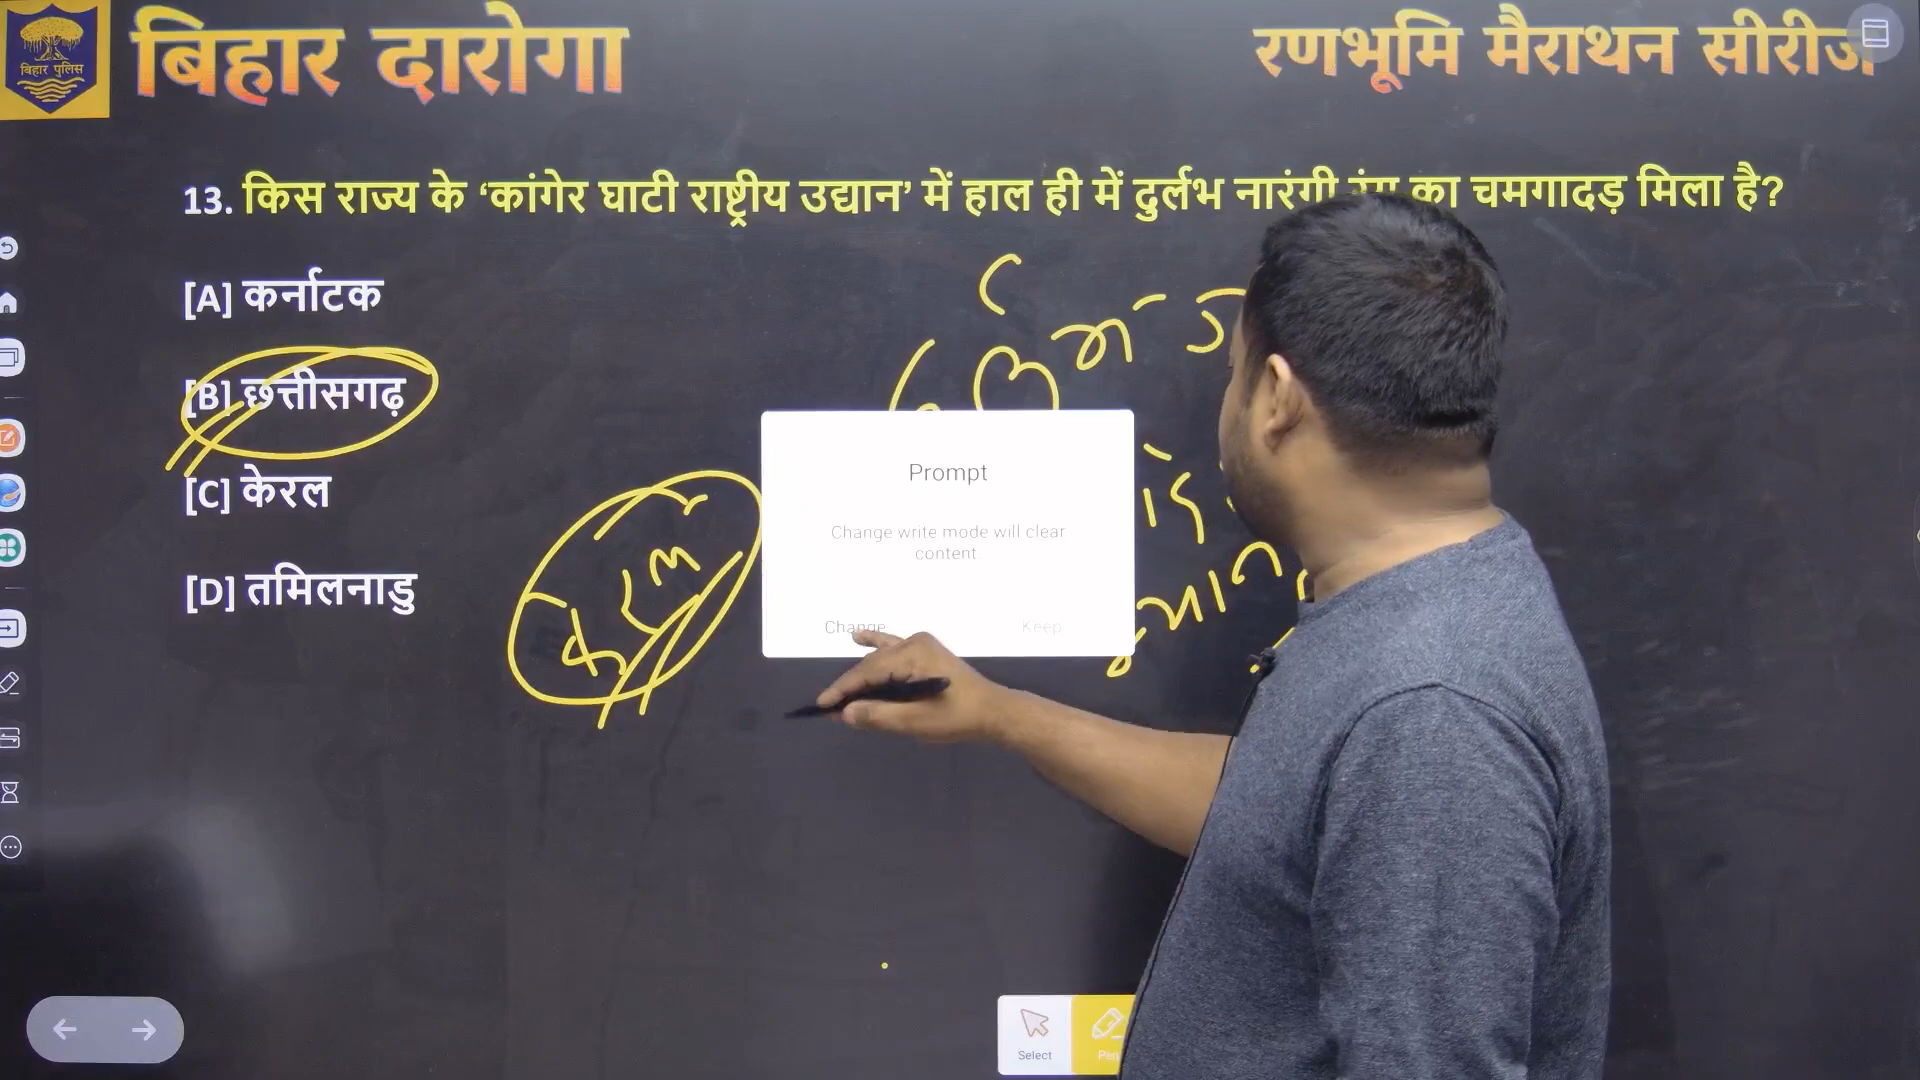 बिहार पुलिस
बिहार दारोगा
रणभूमि मैराथन सीरीज
13. किस राज्य के ‘कांगेर घाटी राष्ट्रीय उद्यान’ में हाल ही में दुर्लभ नारंगी रंग का चमगादड़ मिला है?
[A] कर्नाटक
[B] छत्तीसगढ़
[C] केरल
[D] तमिलनाडु
Prompt
Change write mode will clear
content
Change
Keep
Select